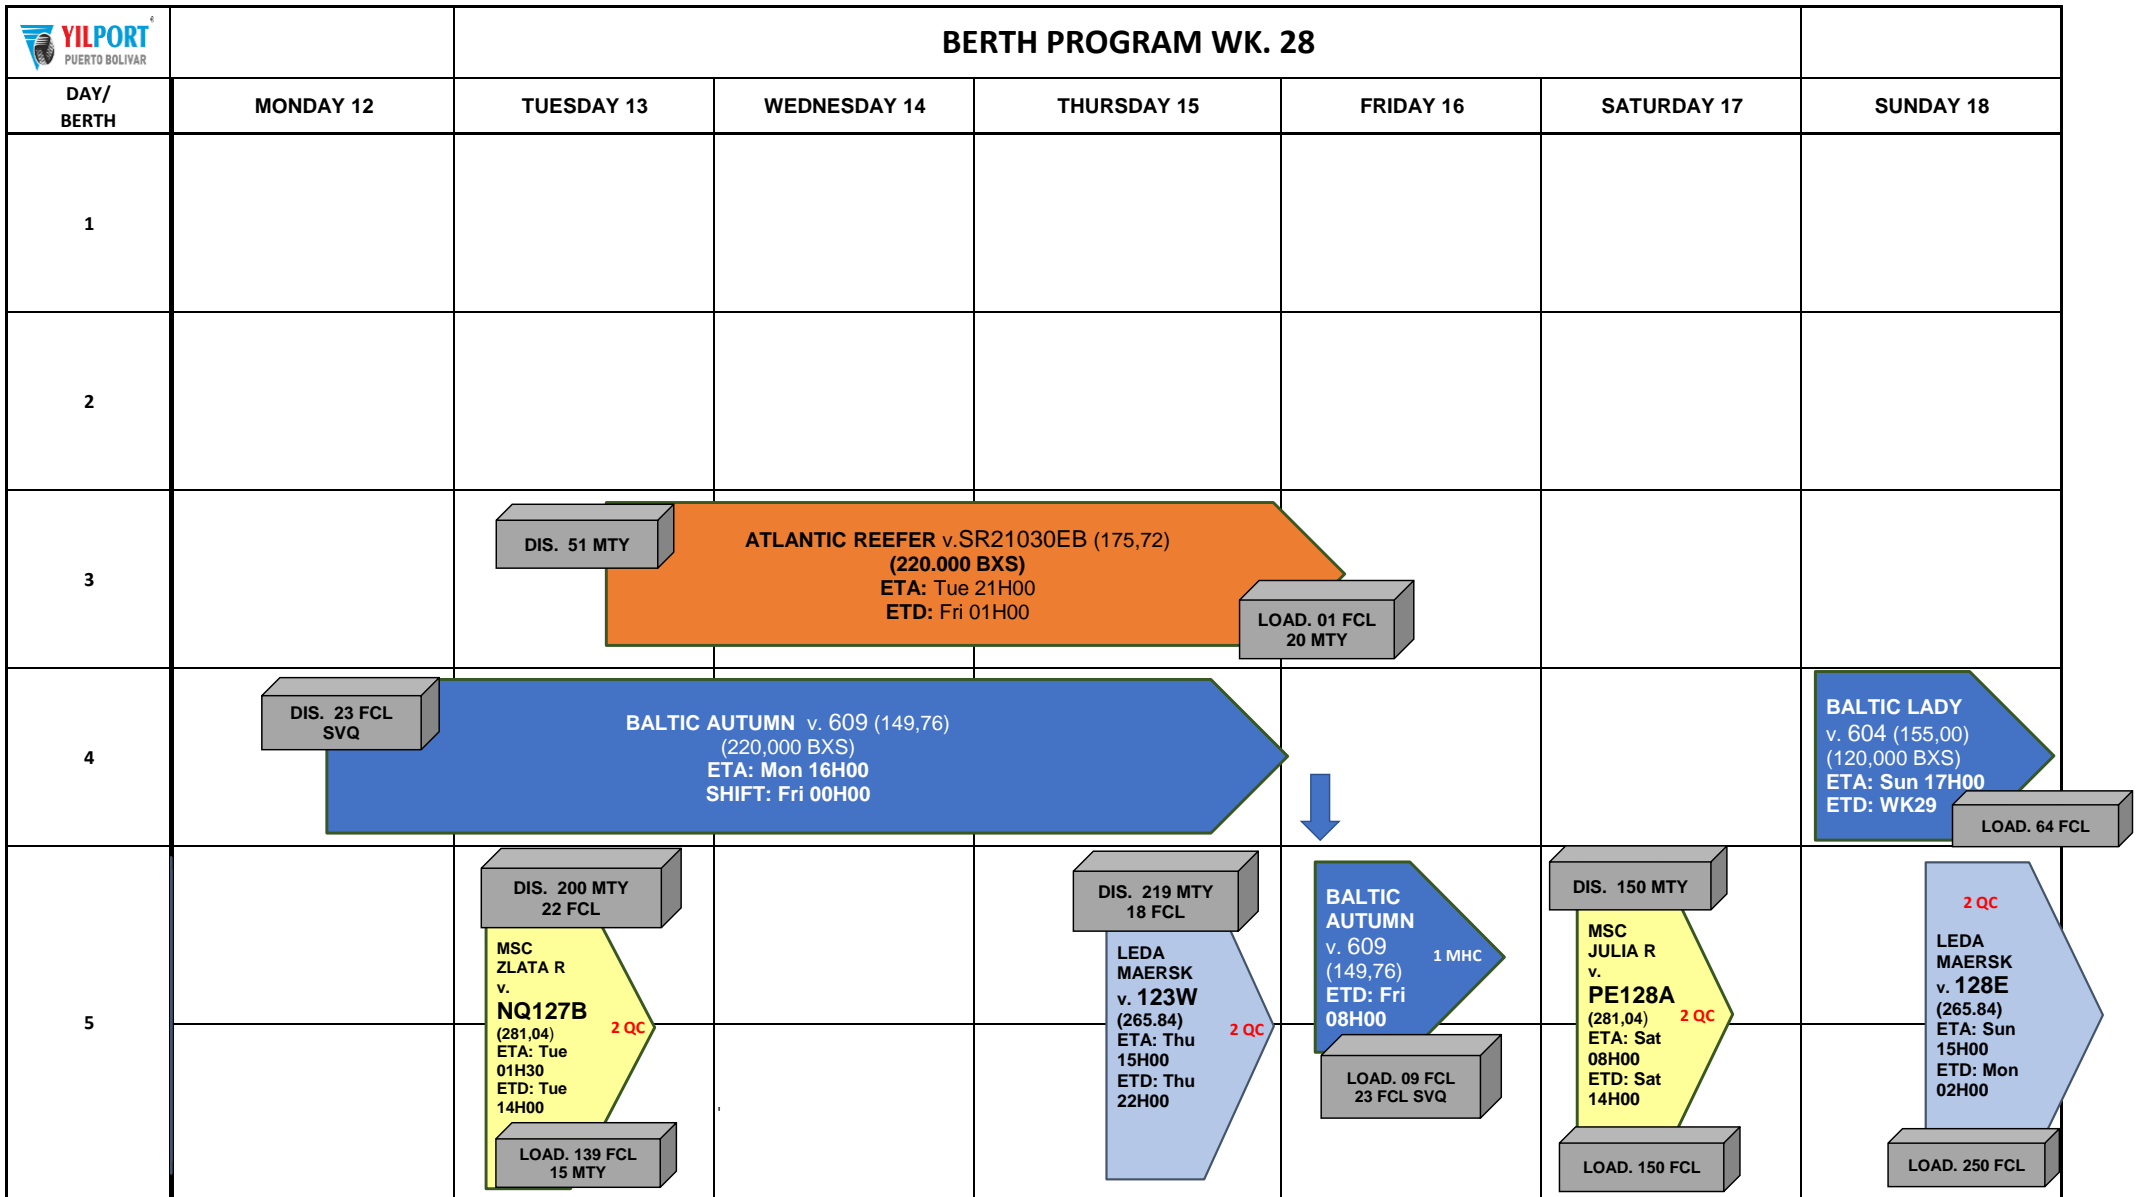 YILPORT
PUERTO BOLIVAR
BERTH PROGRAM WK. 28
DAY/
BERTH
MONDAY 12
TUESDAY 13
WEDNESDAY 14
THURSDAY 15
FRIDAY 16
SATURDAY 17
SUNDAY 18
1
2
3
DIS. 51 MTY
ATLANTIC REEFER v.SR21030EB (175,72)
(220.000 BXS)
ETA: Tue 21H00
ETD: Fri 01H00
LOAD. 01 FCL
20 MTY
4
DIS. 23 FCL
SVQ
BALTIC AUTUMN v. 609 (149,76)
(220,000 BXS)
ETA: Mon 16H00
SHIFT: Fri 00H00
BALTIC LADY
v. 604 (155,00)
(120,000 BXS)
ETA: Sun 17H00
ETD: WK29
LOAD. 64 FCL
5
DIS. 200 MTY
22 FCL
MSC
ZLATA R
v.
NQ127B
(281,04)
ETA: Tue
01H30
ETD: Tue
14H00
2 QC
LOAD. 139 FCL
15 MTY
DIS. 219 MTY
18 FCL
LEDA
MAERSK
v. 123W
(265.84)
ETA: Thu
15H00
ETD: Thu
22H00
2 QC
BALTIC
AUTUMN
v. 609
(149,76)
ETD: Fri
08H00
1 MHC
LOAD. 09 FCL
23 FCL SVQ
DIS. 150 MTY
MSC
JULIA R
v.
PE128A
(281,04)
ETA: Sat
08H00
ETD: Sat
14H00
2 QC
LOAD. 150 FCL
2 QC
LEDA
MAERSK
v. 128E
(265.84)
ETA: Sun
15H00
ETD: Mon
02H00
LOAD. 250 FCL